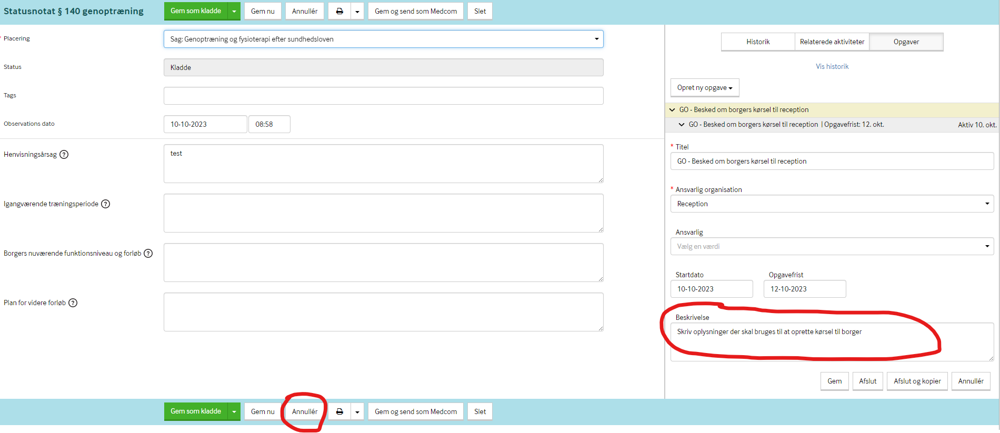 Statusnotat § 140 genoptræning
Gem som kladde
Gem nu
Annullér
Gem og send som Medcom
Slet
* Placering
Sag: Genoptræning og fysioterapi efter sundhedsloven
Status
Kladde
Tags
Observations dato
10-10-2023
08:58
Henvisningsårsag ?
test
Igangværende træningsperiode ?
Borgers nuværende funktionsniveau og forløb ?
Plan for videre forløb ?
Historik
Relaterede aktiviteter
Opgaver
Vis historik
Opret ny opgave
GO - Besked om borgers kørsel til reception
GO - Besked om borgers kørsel til reception | Opgavefrist: 12. okt.
Aktiv 10. okt.
* Titel
GO - Besked om borgers kørsel til reception
* Ansvarlig organisation
Reception
Ansvarlig
Vælg en værdi
Startdato
Opgavefrist
10-10-2023
12-10-2023
Beskrivelse
Skriv oplysninger der skal bruges til at oprette kørsel til borger
Gem
Afslut
Afslut og kopier
Annullér
Gem som kladde
Gem nu
Annullér
Gem og send som Medcom
Slet